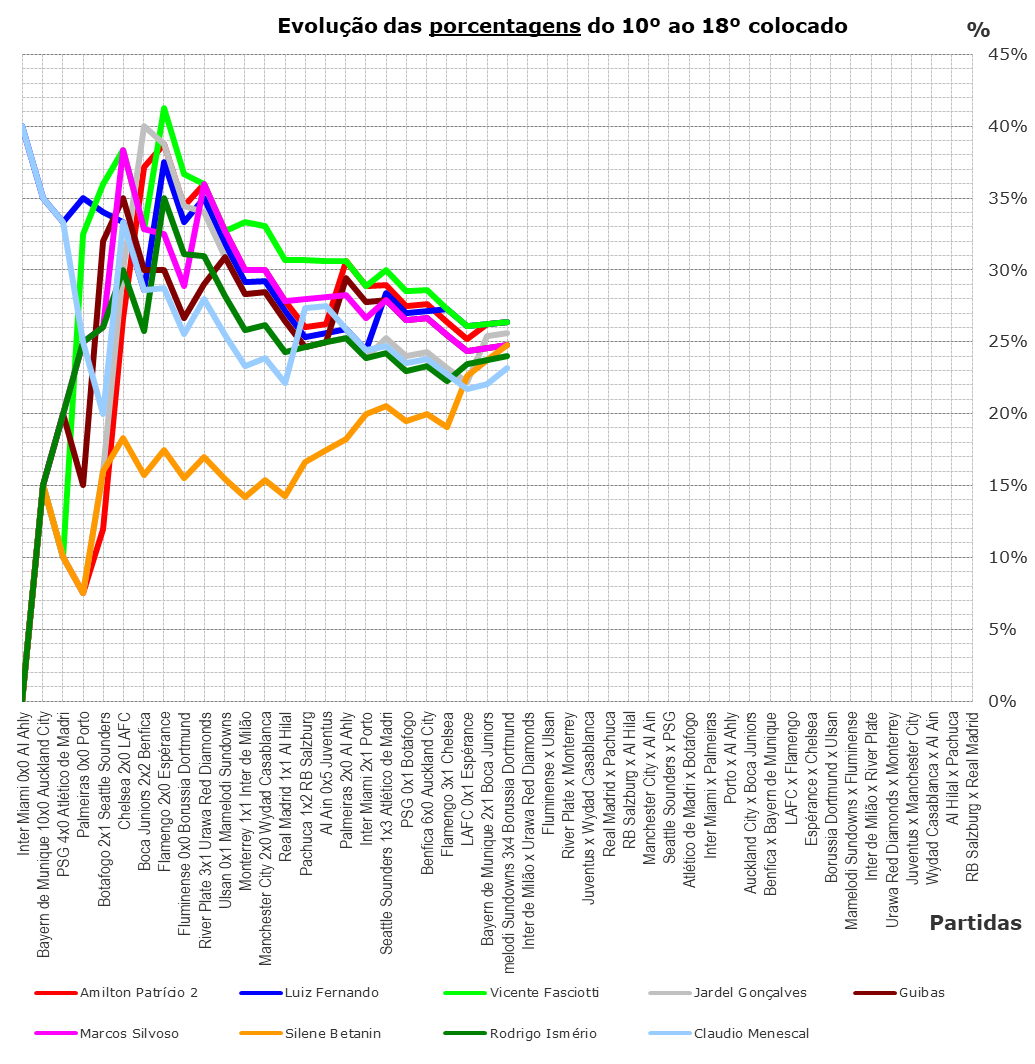 Evolução das porcentagens do 10º ao 18º colocado
%
45%
40%
35%
30%
25%
20%
15%
10%
5%
0%
Inter Miami 0x0 Al Ahly
Bayern de Munique 10x0 Auckland City
PSG 4x0 Atlético de Madri
Palmeiras 0x0 Porto
Botafogo 2x1 Seattle Sounders
Chelsea 2x0 LAFC
Boca Juniors 2x2 Benfica
Flamengo 2x0 Espérance
Fluminense 0x0 Borussia Dortmund
River Plate 3x1 Urawa Red Diamonds
Ulsan 0x1 Mamelodi Sundowns
Monterrey 1x1 Inter de Milão
Manchester City 2x0 Wydad Casablanca
Real Madrid 1x1 Al Hilal
Pachuca 1x2 RB Salzburg
Al Ain 0x5 Juventus
Palmeiras 2x0 Al Ahly
Inter Miami 2x1 Porto
Seattle Sounders 1x3 Atlético de Madri
PSG 0x1 Botafogo
Benfica 6x0 Auckland City
Flamengo 3x1 Chelsea
LAFC 0x1 Espérance
Bayern de Munique 2x1 Boca Juniors
melodi Sundowns 3x4 Borussia Dortmund
Inter de Milão x Urawa Red Diamonds
Fluminense x Ulsan
River Plate x Monterrey
Juventus x Wydad Casablanca
Real Madrid x Pachuca
RB Salzburg x Al Hilal
Manchester City x Al Ain
Seattle Sounders x PSG
Atlético de Madri x Botafogo
Inter Miami x Palmeiras
Porto x Al Ahly
Auckland City x Boca Juniors
Benfica x Bayern de Munique
LAFC x Flamengo
Espérance x Chelsea
Borussia Dortmund x Ulsan
Mamelodi Sundowns x Fluminense
Inter de Milão x River Plate
Urawa Red Diamonds x Monterrey
Juventus x Manchester City
Wydad Casablanca x Al Ain
Al Hilal x Pachuca
RB Salzburg x Real Madrid
Partidas
Amilton Patrício 2
Luiz Fernando
Vicente Fasciotti
Jardel Gonçalves
Guibas
Marcos Silvoso
Silene Betanin
Rodrigo Ismério
Claudio Menescal